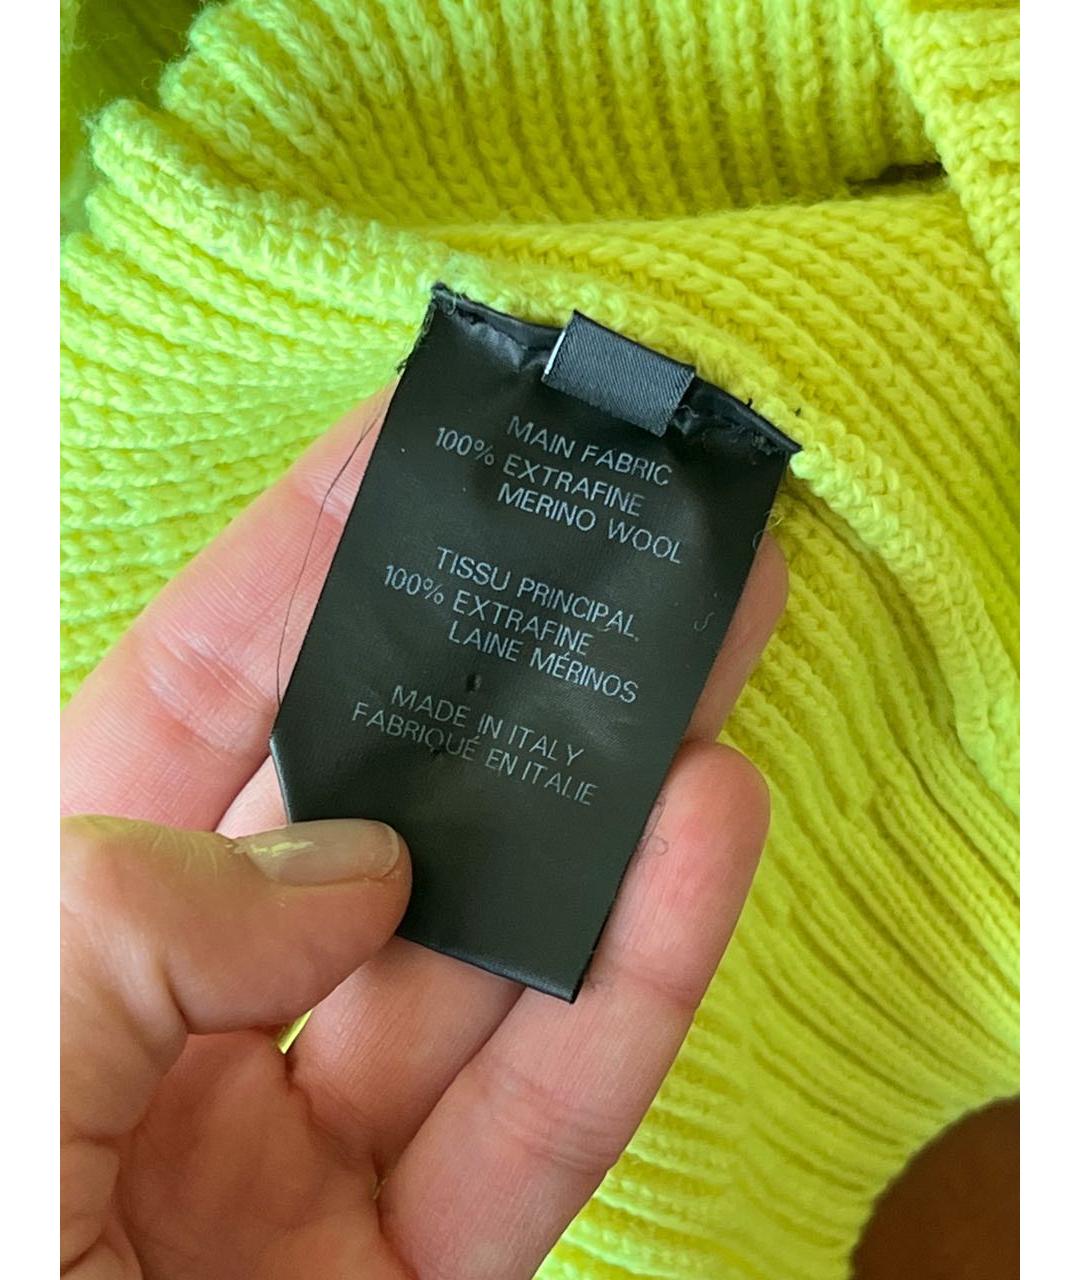 MAIN FABRIC
100% EXTRAFINE
MERINO WOOL
TISSU PRINCIPAL
100% EXTRAFINE
LAINE MÉRINOS
MADE IN ITALY
FABRIQUÉ EN ITALIE